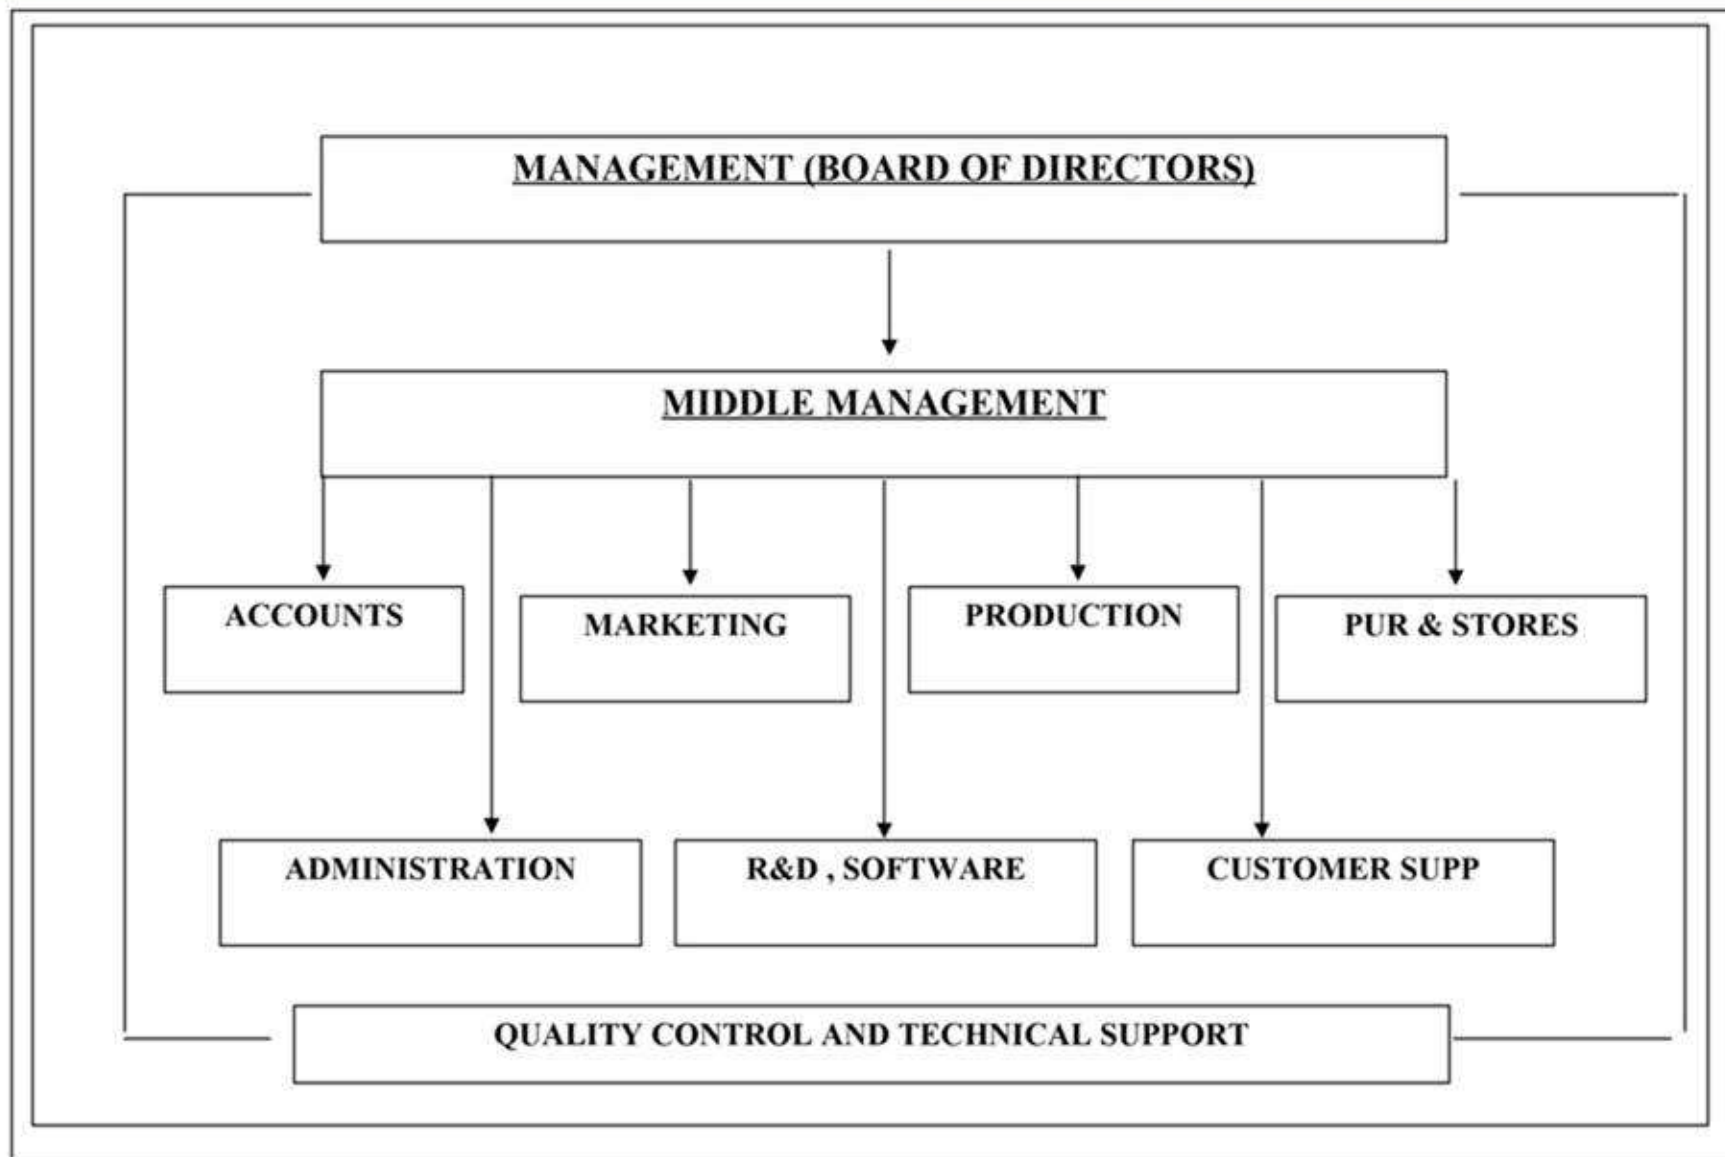 MANAGEMENT (BOARD OF DIRECTORS)
MIDDLE MANAGEMENT
ACCOUNTS
MARKETING
PRODUCTION
PUR & STORES
ADMINISTRATION
R&D , SOFTWARE
CUSTOMER SUPP
QUALITY CONTROL AND TECHNICAL SUPPORT